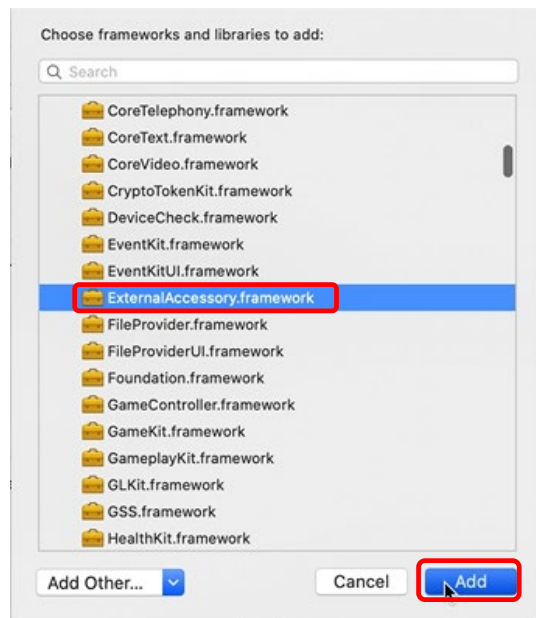 Choose frameworks and libraries to add:
Search
CoreTelephony.framework
CoreText.framework
CoreVideo.framework
CryptoTokenKit.framework
DeviceCheck.framework
EventKit.framework
EventKitUI.framework
ExternalAccessory.framework
FileProvider.framework
FileProviderUI.framework
Foundation.framework
GameController.framework
GameKit.framework
GameplayKit.framework
GLKit.framework
GSS.framework
HealthKit.framework
Add Other... Cancel Add